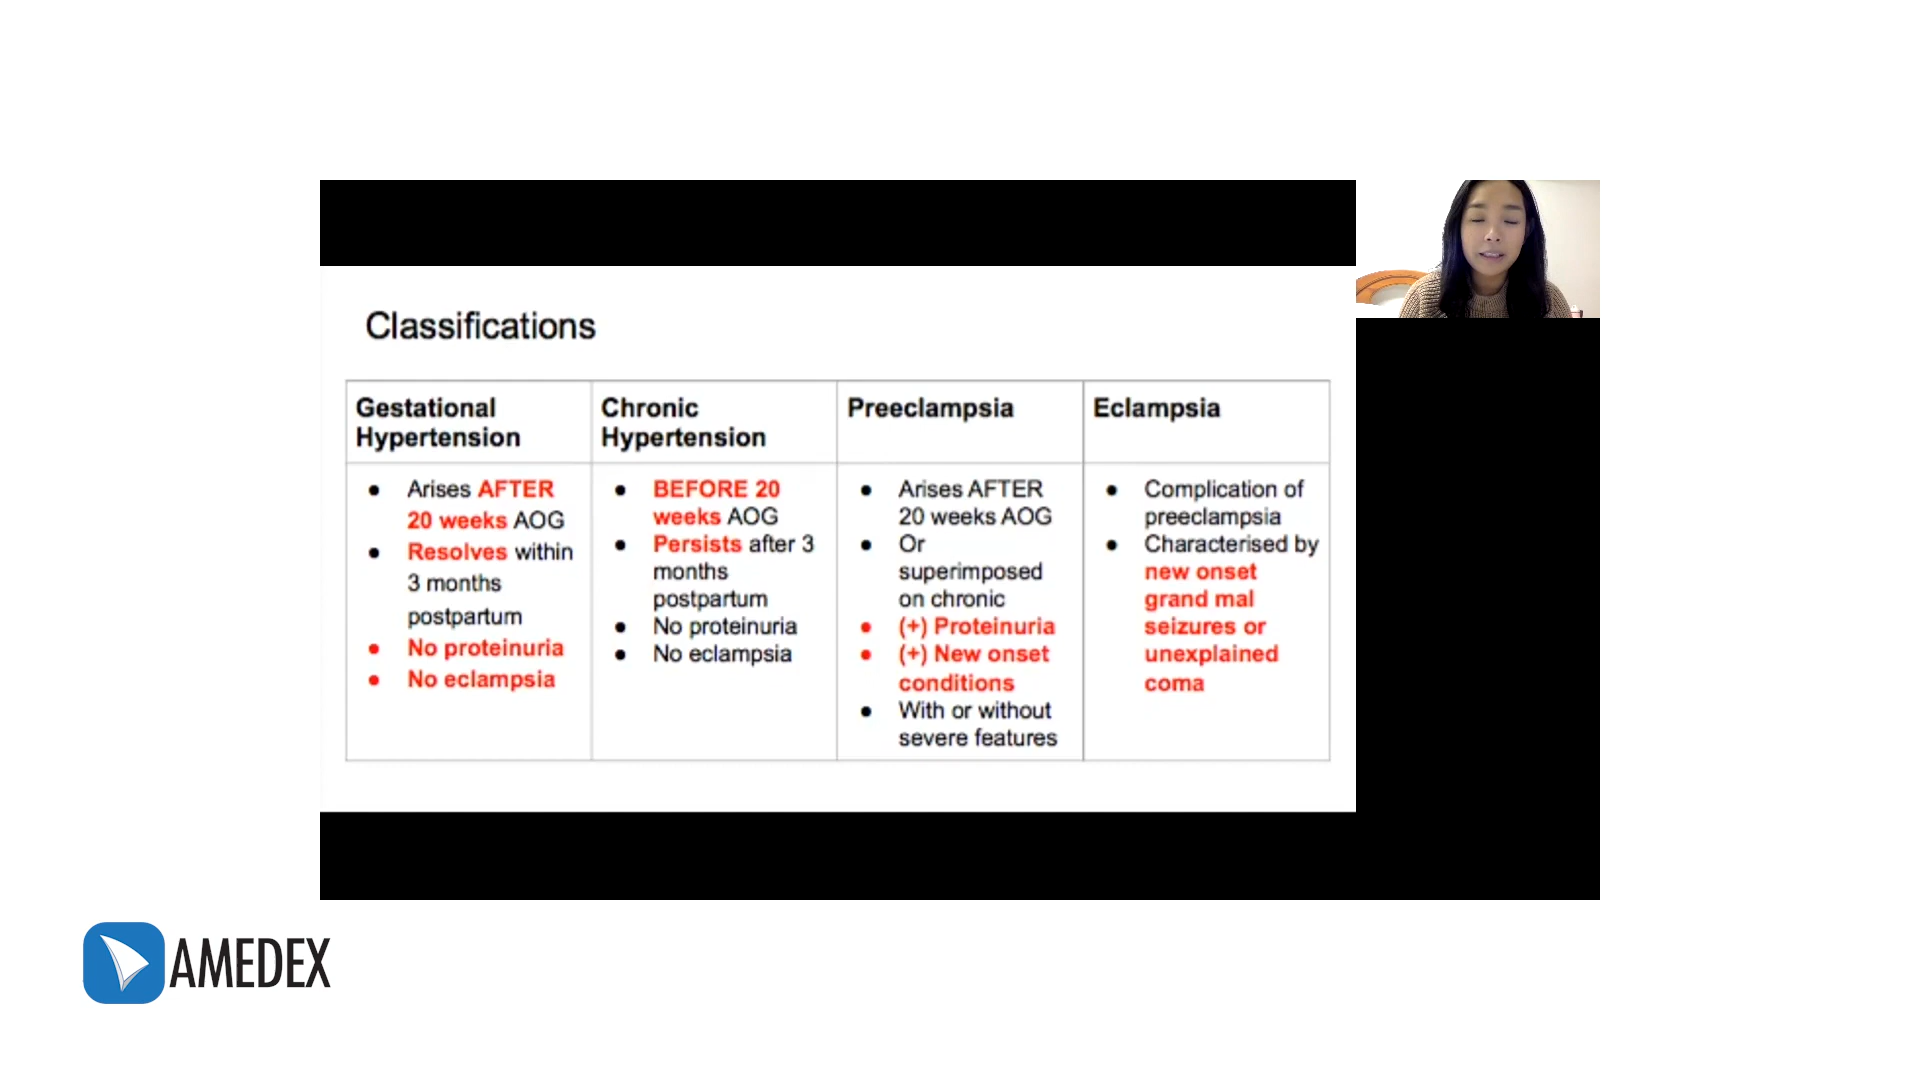 Classifications
Gestational
Hypertension
Chronic
Hypertension
Preeclampsia
Eclampsia
● Arises AFTER
20 weeks AOG
● Resolves within
3 months
postpartum
● No proteinuria
● No eclampsia
● BEFORE 20
weeks AOG
● Persists after 3
months
postpartum
● No proteinuria
● No eclampsia
● Arises AFTER
20 weeks AOG
● Or
superimposed
on chronic
● (+) Proteinuria
● (+) New onset
conditions
● With or without
severe features
● Complication of
preeclampsia
● Characterised by
new onset
grand mal
seizures or
unexplained
coma
AMEDEX